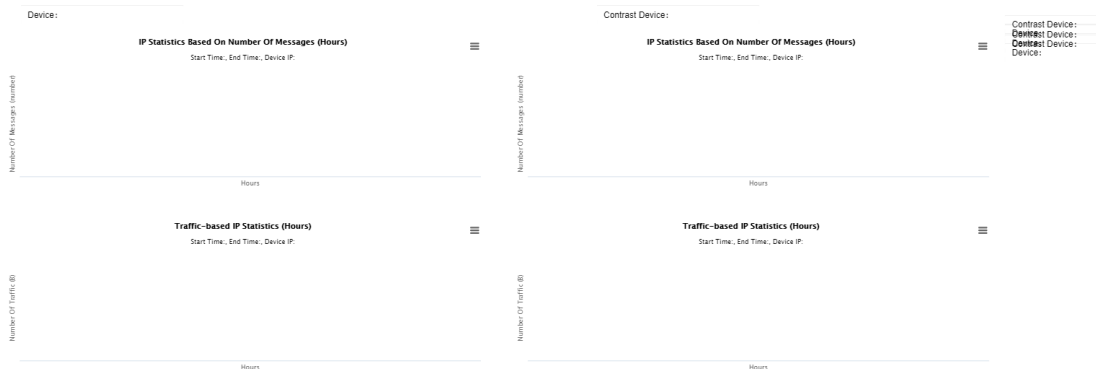 Device:
Contrast Device:
IP Statistics Based On Number Of Messages (Hours)
Start Time:, End Time:, Device IP:
Number Of Messages (number)
Hours
IP Statistics Based On Number Of Messages (Hours)
Start Time:, End Time:, Device IP:
Number Of Messages (number)
Hours
Contrast Device:
Device:
Contrast Device:
Contrast Device:
Device:
Traffic-based IP Statistics (Hours)
Start Time:, End Time:, Device IP:
Number Of Traffic (B)
Hours
Traffic-based IP Statistics (Hours)
Start Time:, End Time:, Device IP:
Number Of Traffic (B)
Hours